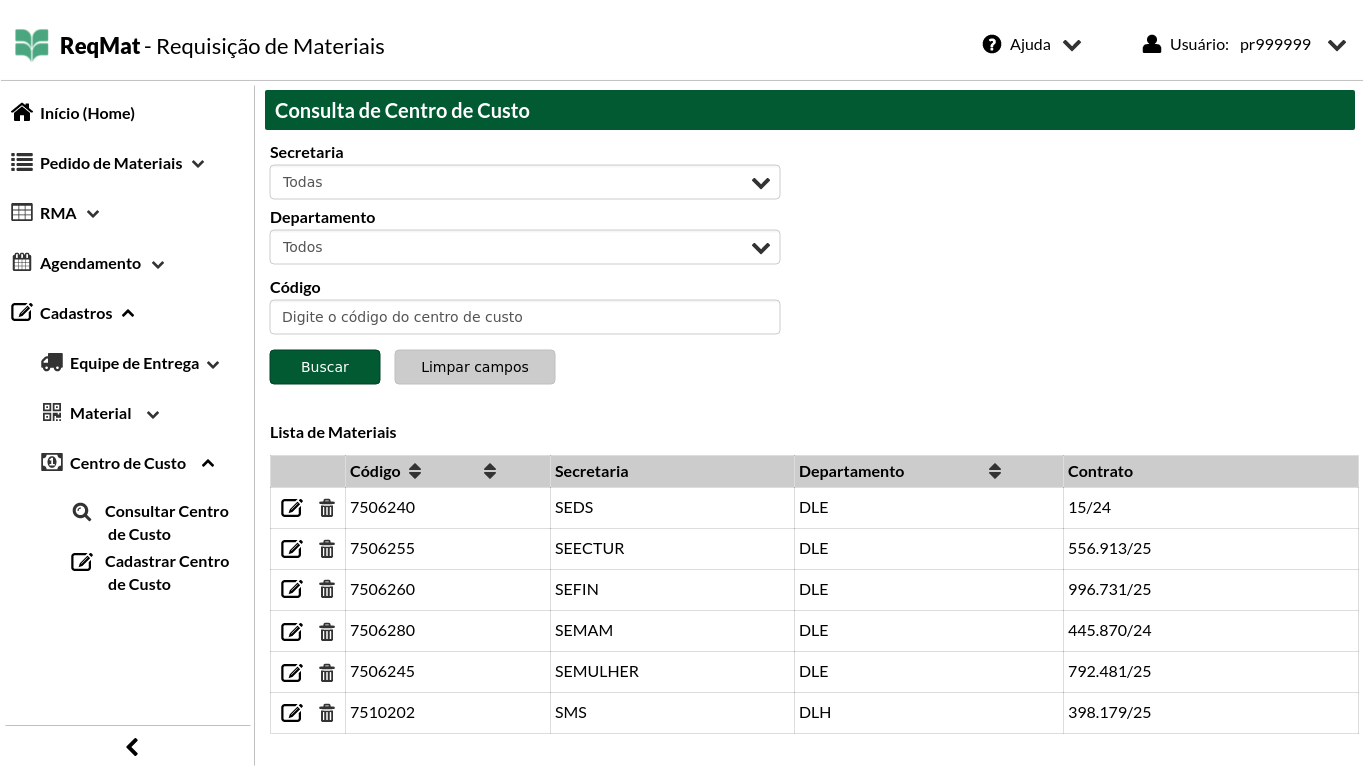 ReqMat - Requisição de Materiais
Ajuda
Usuário: pr999999
Início (Home)
Pedido de Materiais
RMA
Agendamento
Cadastros
Equipe de Entrega
Material
Centro de Custo
Consultar Centro
de Custo
Cadastrar Centro
de Custo
Consulta de Centro de Custo
Secretaria
Todas
Departamento
Todos
Código
Digite o código do centro de custo
Buscar Limpar campos
Lista de Materiais
Código Secretaria Departamento Contrato
7506240 SEDS DLE 15/24
7506255 SEECTUR DLE 556.913/25
7506260 SEFIN DLE 996.731/25
7506280 SEMAM DLE 445.870/24
7506245 SEMULHER DLE 792.481/25
7510202 SMS DLH 398.179/25